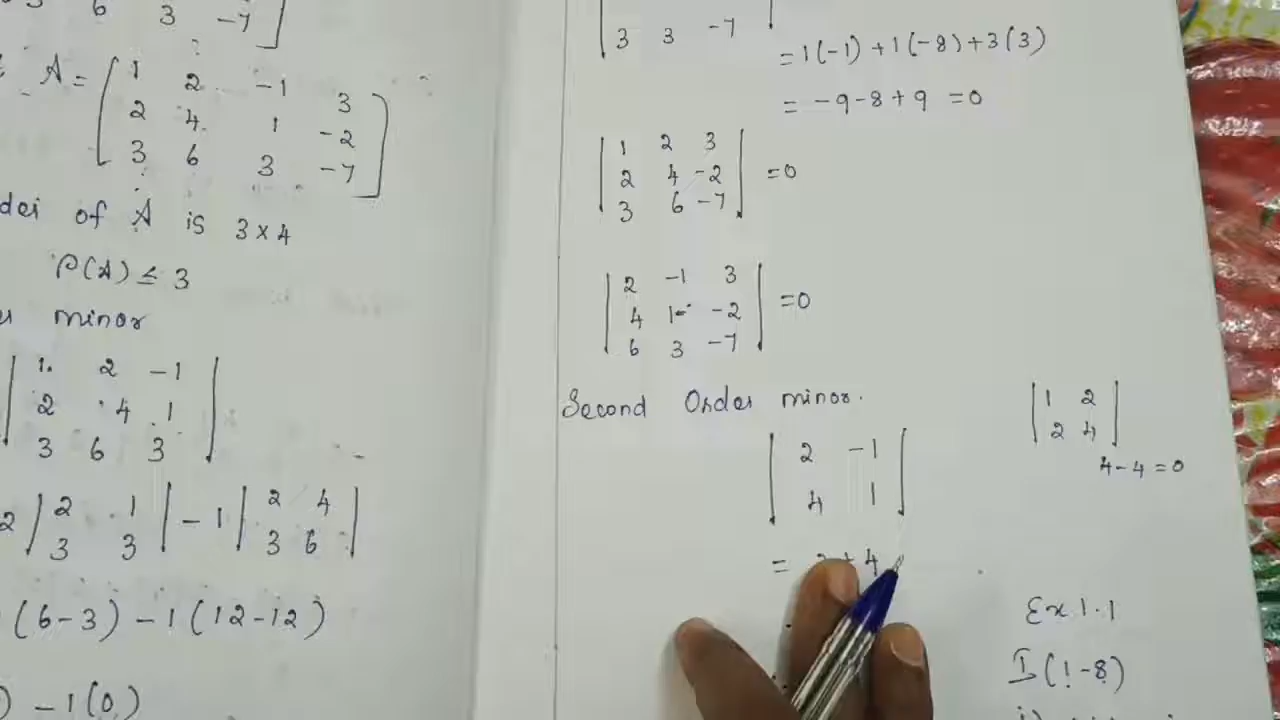 6 3 -7
A = 1 2 -1 3
2 4 1 -2
3 6 3 -7
of A is 3×4
ρ(A) ≤ 3
minor
1. 2 -1
2 4 1
3 6 3
2 | 2 1 | - 1 | 2 4 |
3 3 3 6
(6-3) -1(12-12)
) -1(0)
3 3 -7
= 1(-1) +1(-8)+3(3)
= -9-8+9 =0
| 1 2 3 |
| 2 4 -2 | =0
| 3 6 -7 |
| 2 -1 3 |
| 4 1 -2 | =0
| 6 3 -7 |
Second Order minor.
| 2 -1 |
| 4 1 |
= + 4
| 1 2 |
| 2 4 |
4-4=0
Ex 1.1
I (1-8)